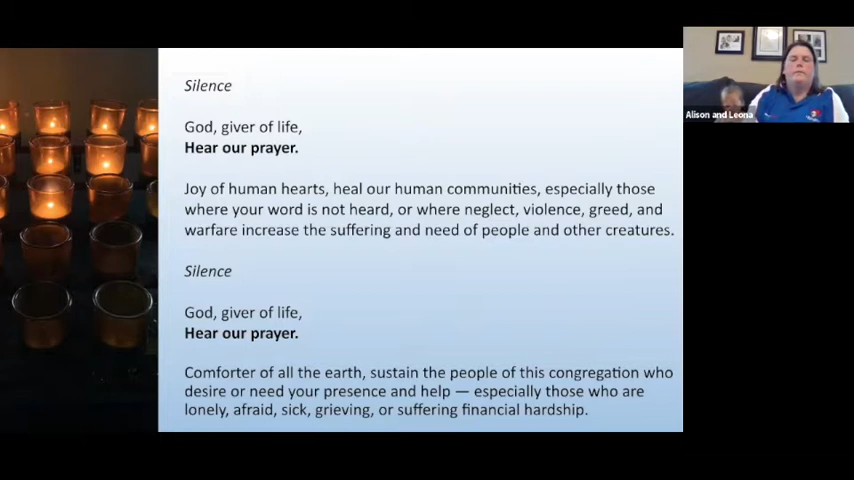 Silence
God, giver of life,
Hear our prayer.
Joy of human hearts, heal our human communities, especially those
where your word is not heard, or where neglect, violence, greed, and
warfare increase the suffering and need of people and other creatures.
Silence
God, giver of life,
Hear our prayer.
Comforter of all the earth, sustain the people of this congregation who
desire or need your presence and help — especially those who are
lonely, afraid, sick, grieving, or suffering financial hardship.
Alison and Leona